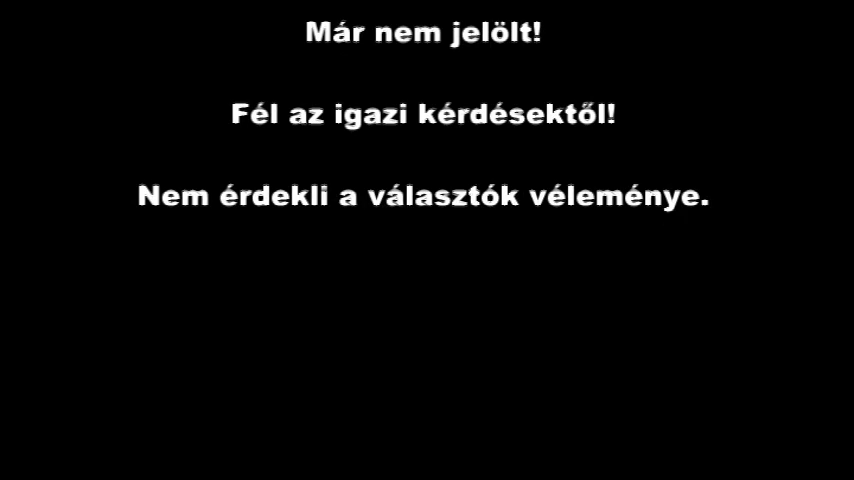 Már nem jelölt!
Fél az igazi kérdésektől!
Nem érdekli a választók véleménye.